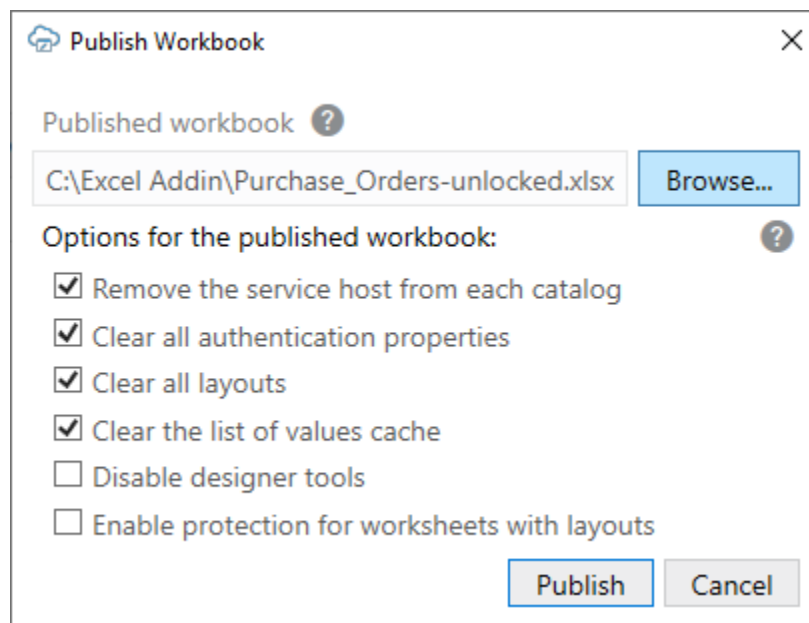 Publish Workbook
Published workbook ?
C:\Excel Addin\Purchase_Orders-unlocked.xlsx Browse...
Options for the published workbook: ?
Remove the service host from each catalog
Clear all authentication properties
Clear all layouts
Clear the list of values cache
Disable designer tools
Enable protection for worksheets with layouts
Publish Cancel